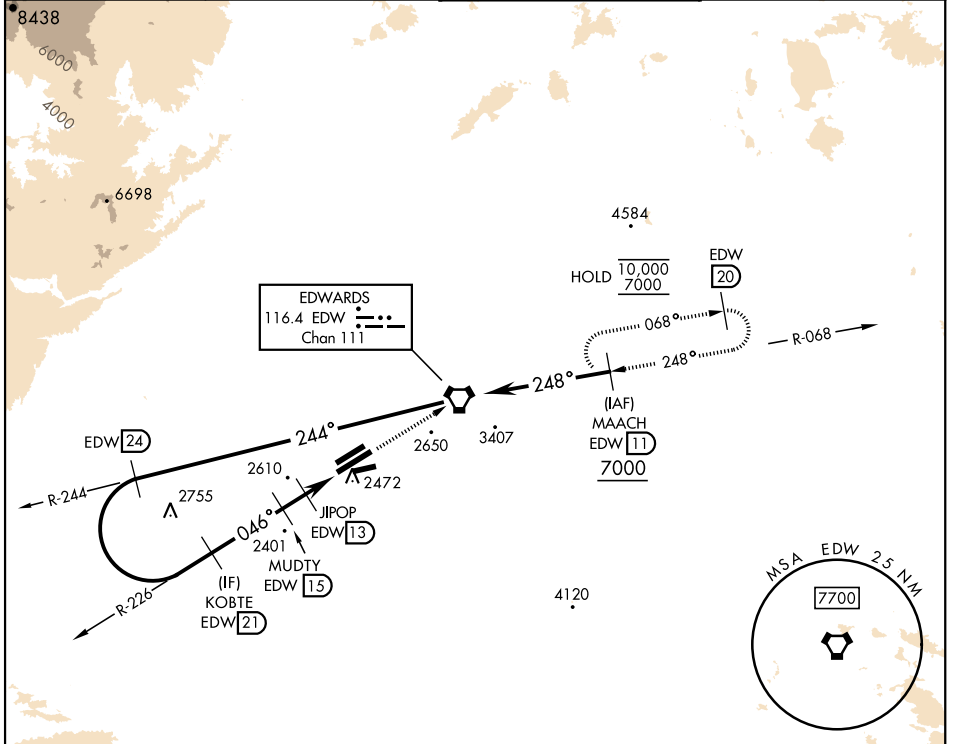 8438
6000
4000
6698
4584
HOLD 10,000
7000
EDW
20
068°
R-068
248°
248°
EDWARDS
116.4 EDW
Chan 111
(IAF)
MAACH
EDW 11
7000
244°
2650
3407
EDW 24
R-244
2755
2610
2472
046°
JIPOP
EDW 13
2401
MUDTY
EDW 15
(IF)
KOBTE
EDW 21
R-226
4120
MSA EDW 25 NM
7700